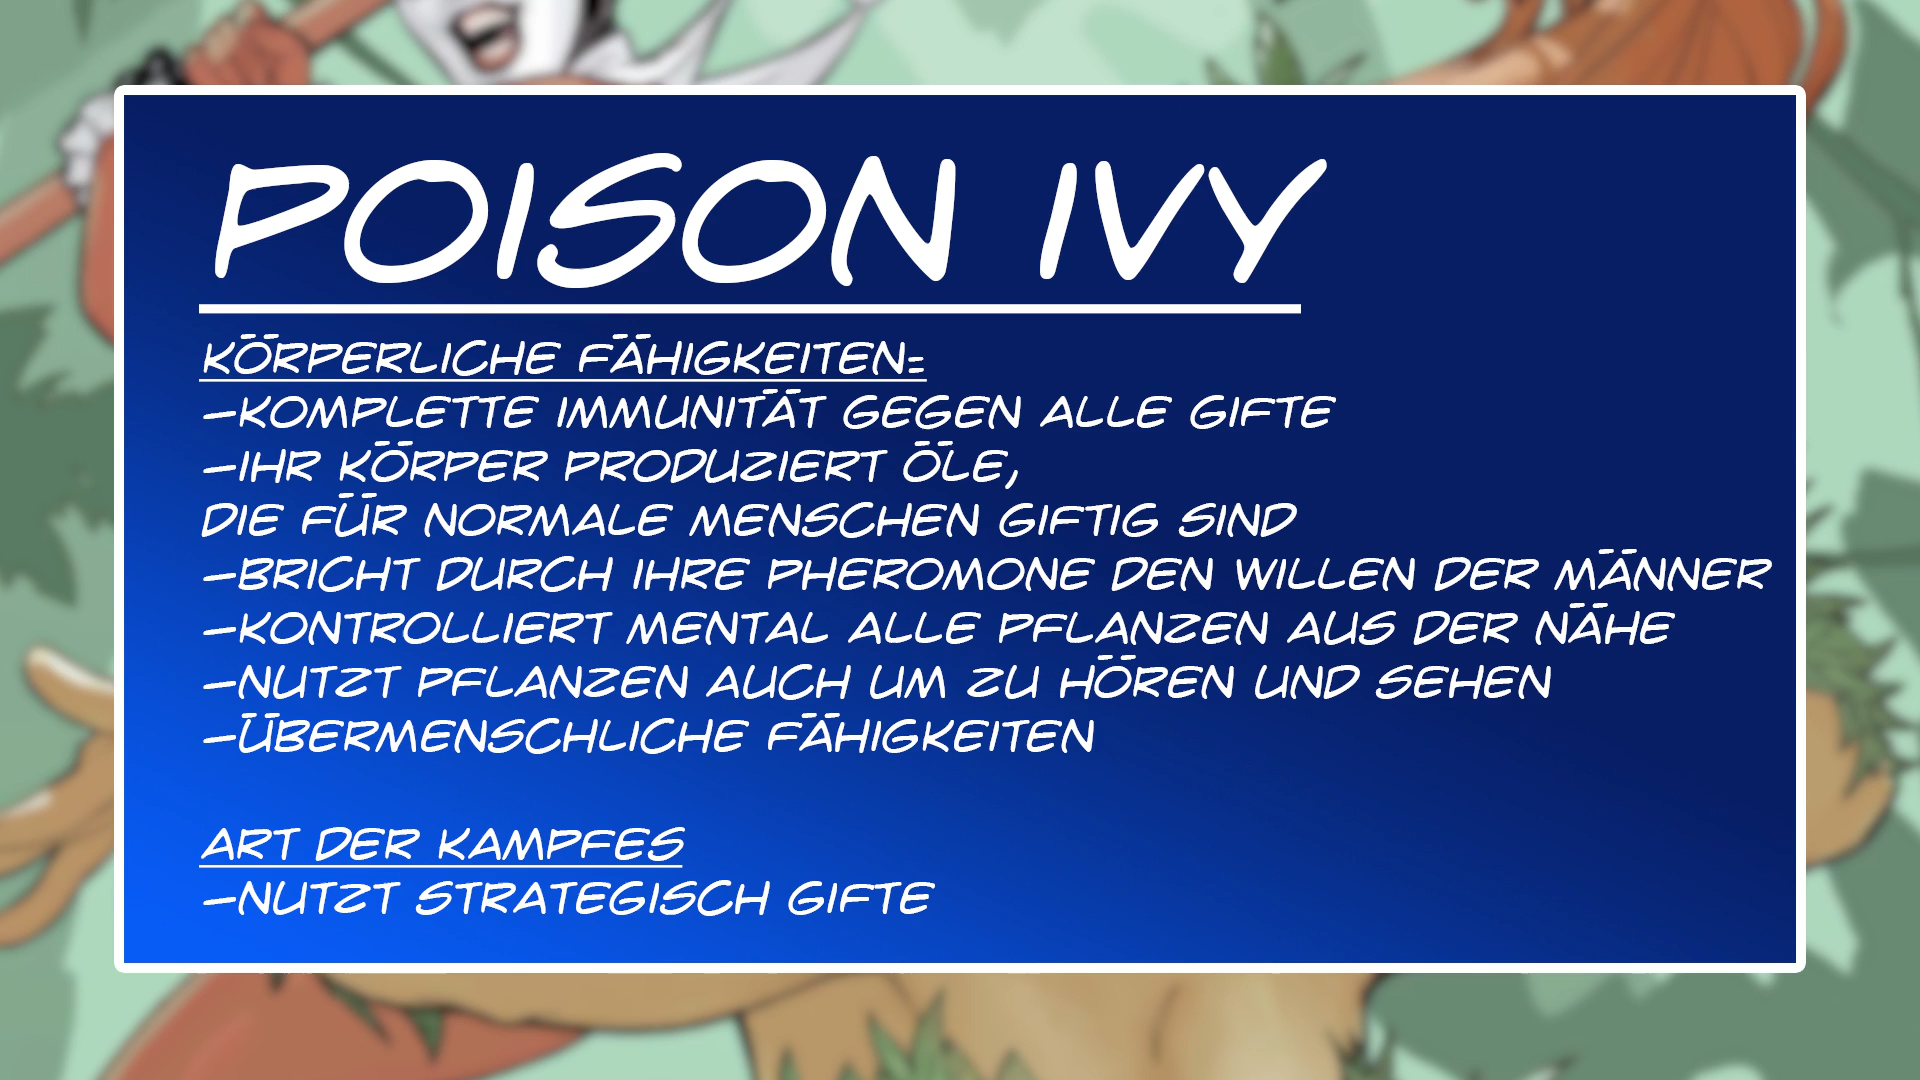 POISON IVY
KÖRPERLICHE FÄHIGKEITEN:
-KOMPLETTE IMMUNITÄT GEGEN ALLE GIFTE
-IHR KÖRPER PRODUZIERT ÖLE,
DIE FÜR NORMALE MENSCHEN GIFTIG SIND
-BRICHT DURCH IHRE PHEROMONE DEN WILLEN DER MÄNNER
-KONTROLLIERT MENTAL ALLE PFLANZEN AUS DER NÄHE
-NUTZT PFLANZEN AUCH UM ZU HÖREN UND SEHEN
-ÜBERMENSCHLICHE FÄHIGKEITEN
ART DER KAMPFES
-NUTZT STRATEGISCH GIFTE